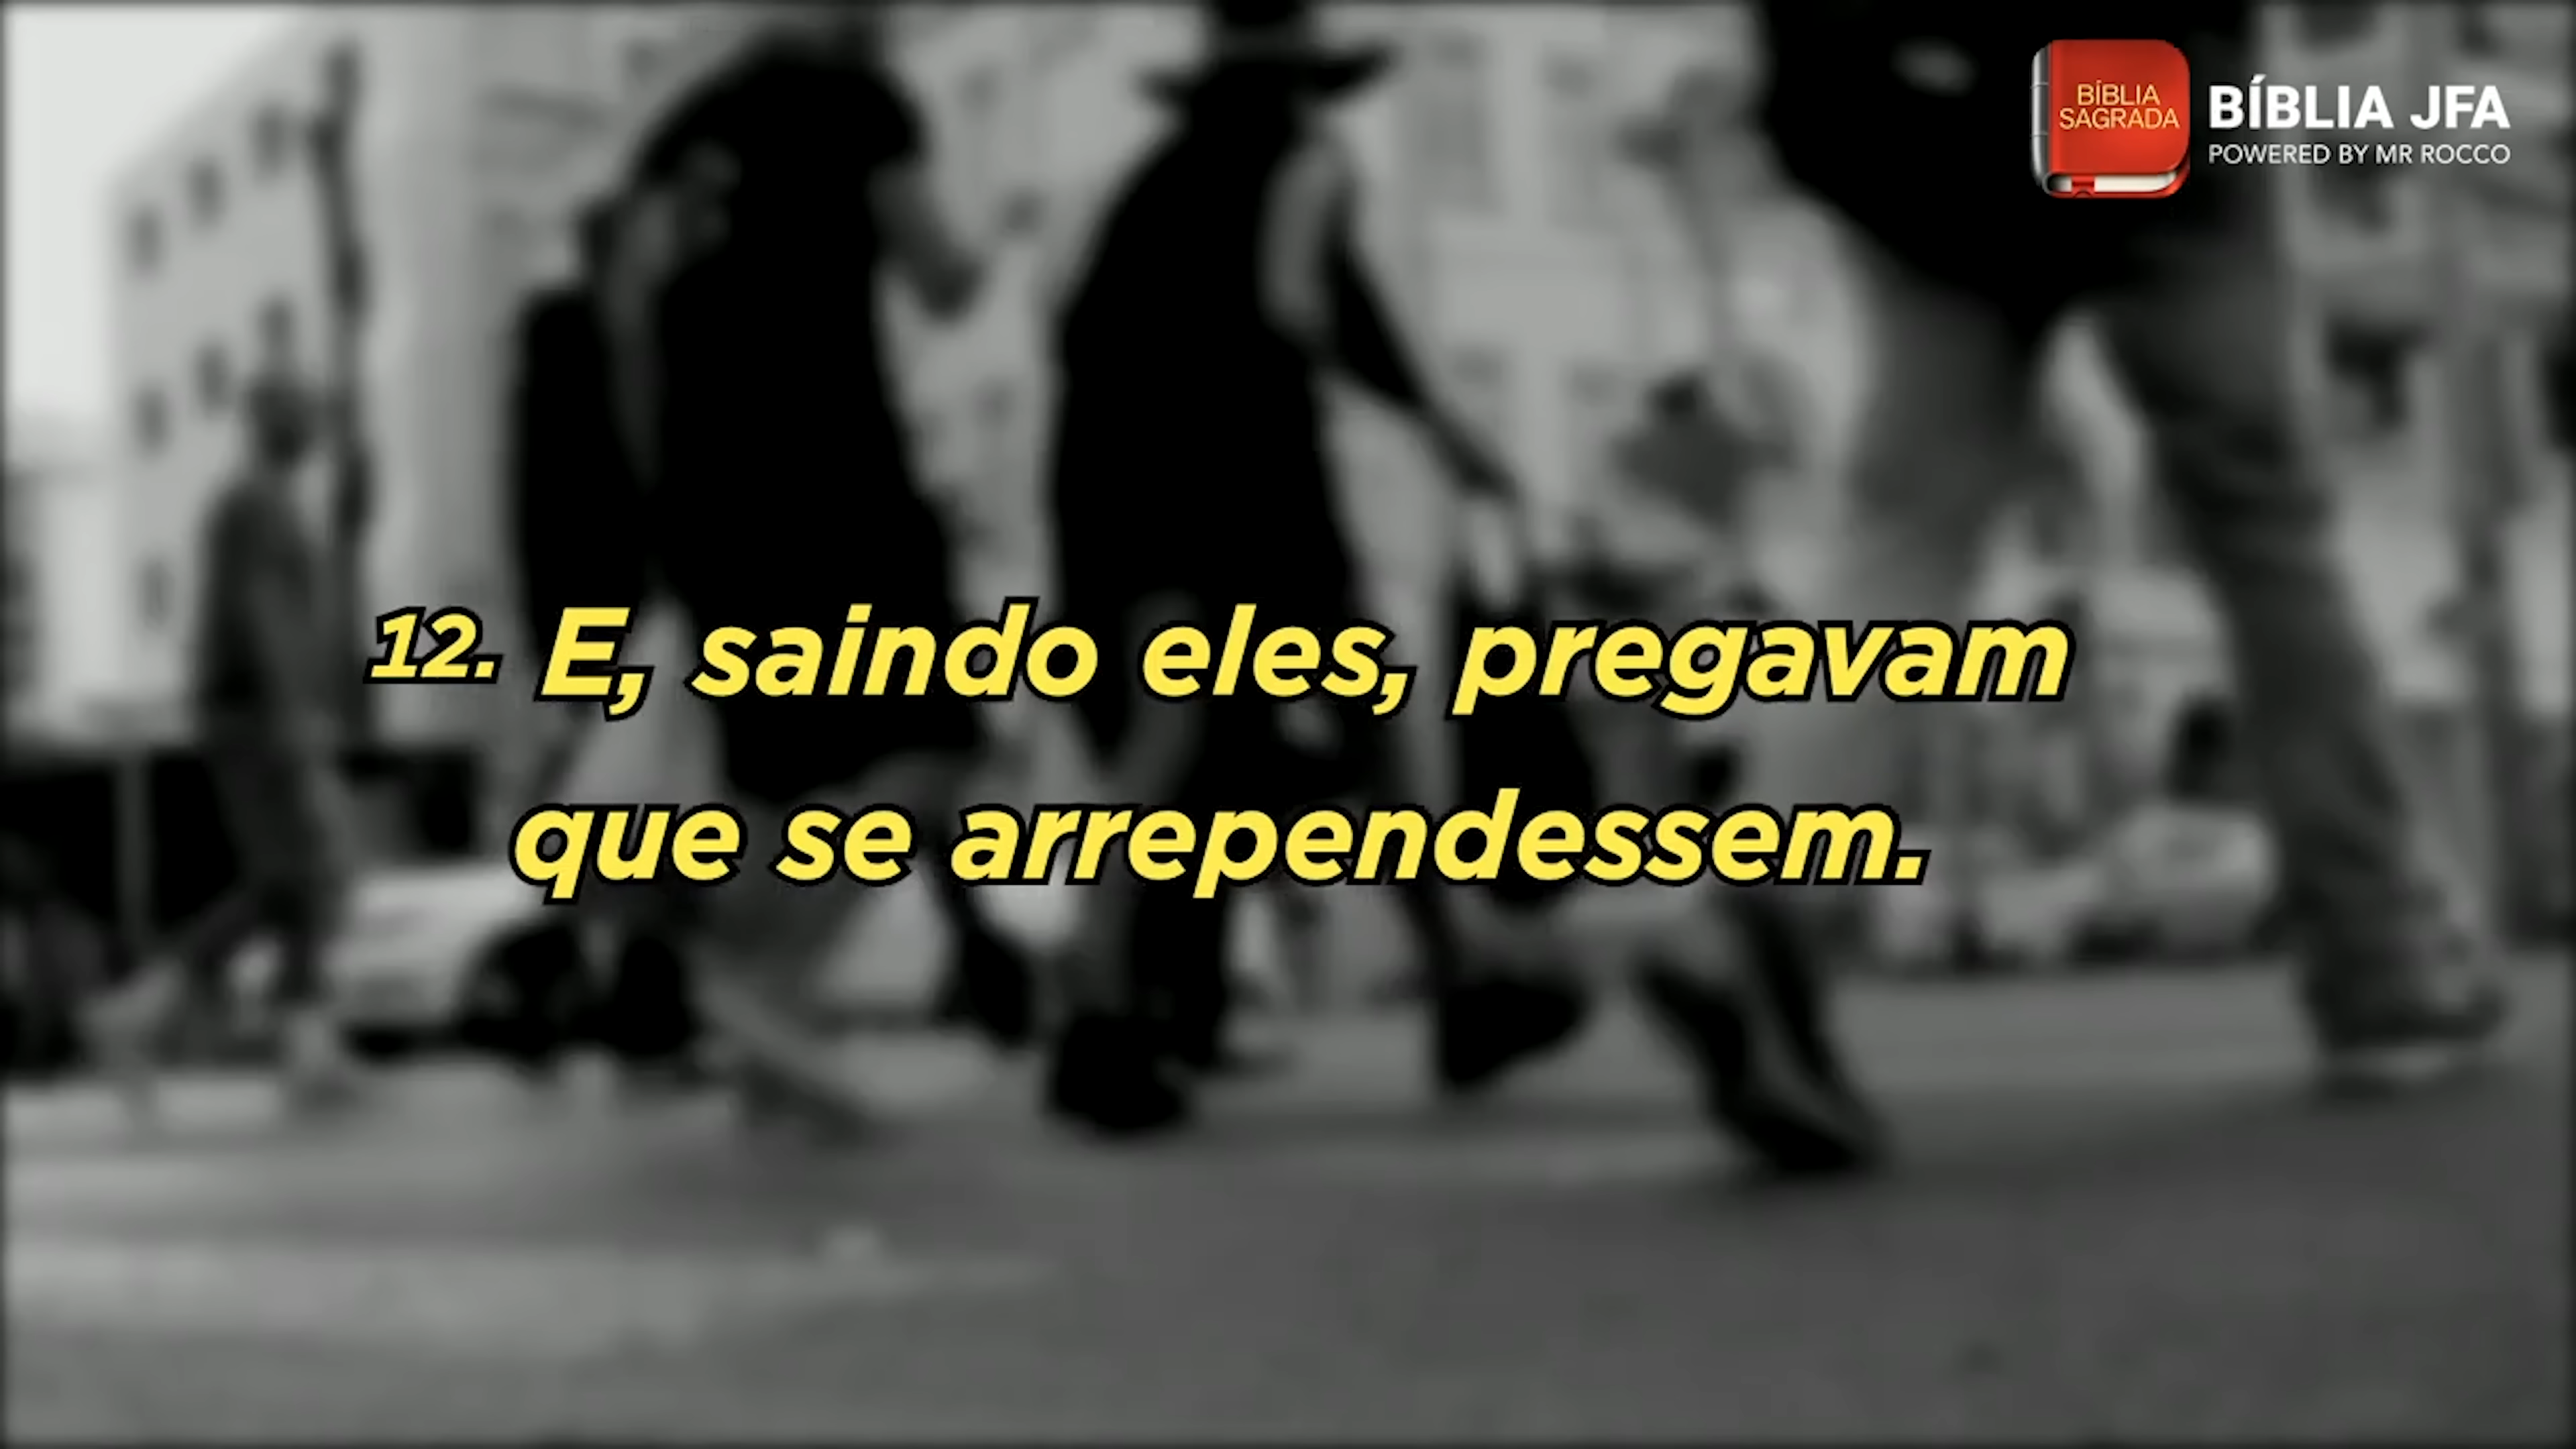 BÍBLIA
SAGRADA
BÍBLIA JFA
POWERED BY MR ROCCO
12. E, saindo eles, pregavam
que se arrependessem.